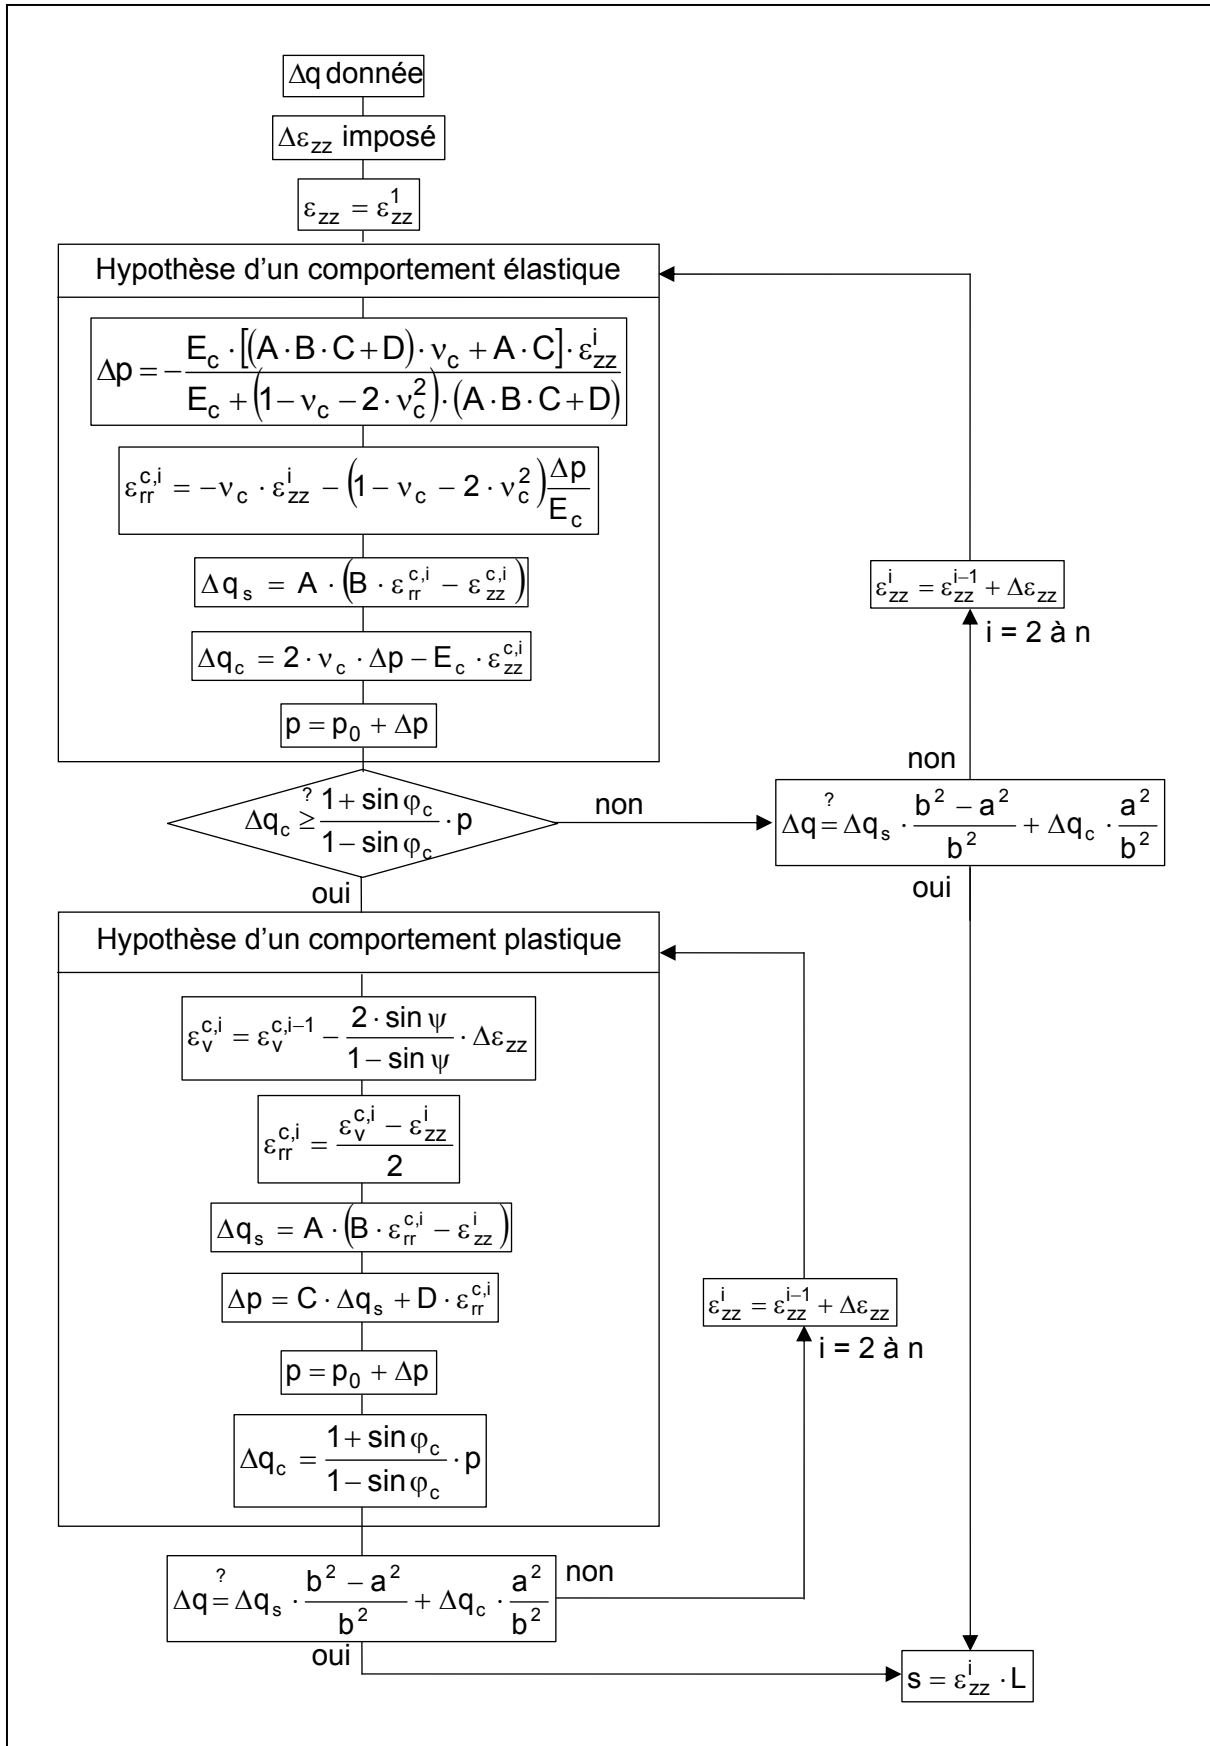 Δq donnée
Δε_zz imposé
ε_zz = ε_zz^1
Hypothèse d'un comportement élastique
Δp = − (E_c · [(A · B · C + D) · ν_c + A · C] · ε_zz^i) / (E_c + (1 − ν_c − 2 · ν_c^2) · (A · B · C + D))
ε_rr^{c,i} = −ν_c · ε_zz^i − (1 − ν_c − 2 · ν_c^2) Δp / E_c
Δq_s = A · (B · ε_rr^{c,i} − ε_zz^{c,i})
Δq_c = 2 · ν_c · Δp − E_c · ε_zz^{c,i}
p = p_0 + Δp
Δq_c ≥? (1 + sin φ_c) / (1 − sin φ_c) · p
non
oui
Δq =? Δq_s · (b^2 − a^2) / b^2 + Δq_c · a^2 / b^2
non
oui
ε_zz^i = ε_zz^{i−1} + Δε_zz
i = 2 à n
Hypothèse d'un comportement plastique
ε_v^{c,i} = ε_v^{c,i−1} − (2 · sin ψ) / (1 − sin ψ) · Δε_zz
ε_rr^{c,i} = (ε_v^{c,i} − ε_zz^i) / 2
Δq_s = A · (B · ε_rr^{c,i} − ε_zz^i)
Δp = C · Δq_s + D · ε_rr^{c,i}
p = p_0 + Δp
Δq_c = (1 + sin φ_c) / (1 − sin φ_c) · p
Δq =? Δq_s · (b^2 − a^2) / b^2 + Δq_c · a^2 / b^2
non
oui
ε_zz^i = ε_zz^{i−1} + Δε_zz
i = 2 à n
s = ε_zz^i · L